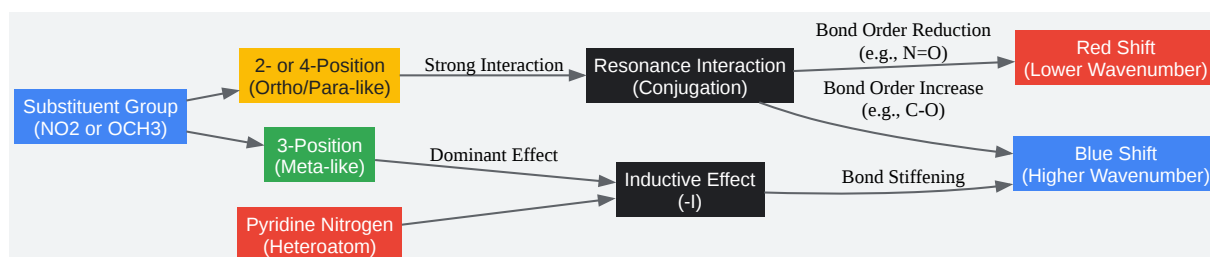 Substituent Group
(NO2 or OCH3)
2- or 4-Position
(Ortho/Para-like)
3-Position
(Meta-like)
Pyridine Nitrogen
(Heteroatom)
Strong Interaction
Dominant Effect
Resonance Interaction
(Conjugation)
Inductive Effect
(-I)
Bond Order Reduction
(e.g., N=O)
Bond Order Increase
(e.g., C-O)
Bond Stiffening
Red Shift
(Lower Wavenumber)
Blue Shift
(Higher Wavenumber)